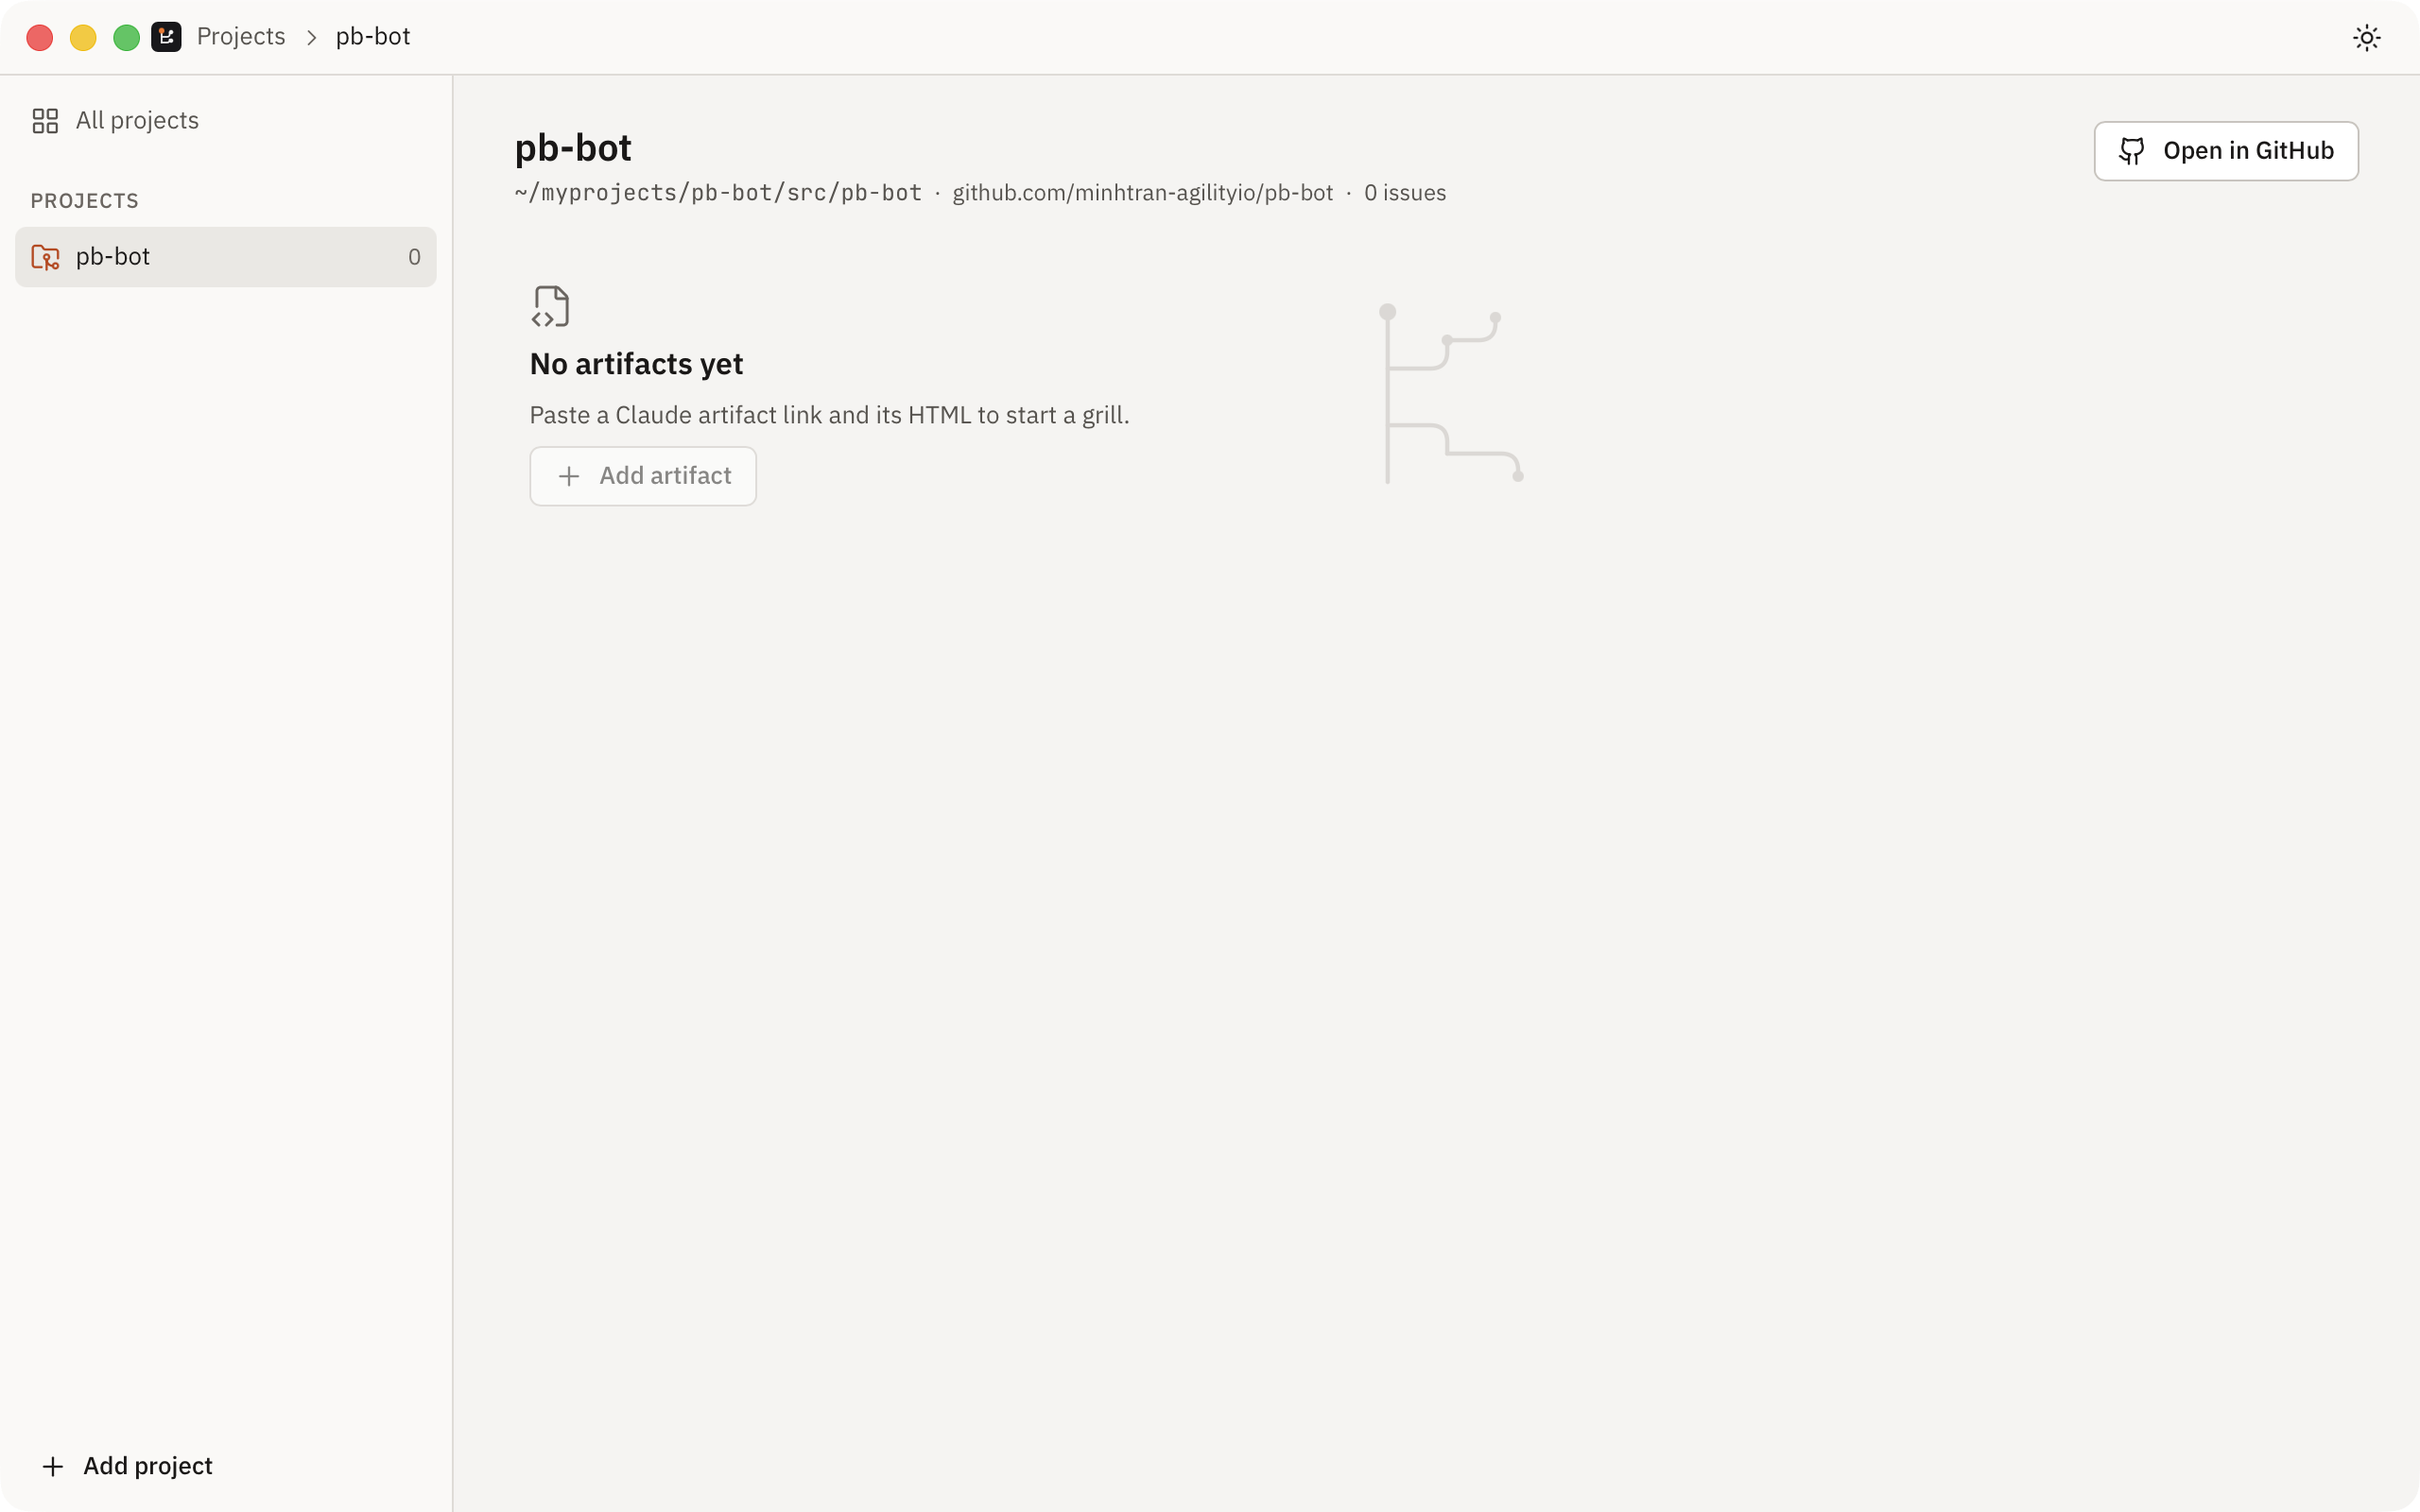 Projects > pb-bot
All projects
PROJECTS
pb-bot 0
Add project
pb-bot
Open in GitHub
~/myprojects/pb-bot/src/pb-bot · github.com/minhtran-agilityio/pb-bot · 0 issues
No artifacts yet
Paste a Claude artifact link and its HTML to start a grill.
Add artifact